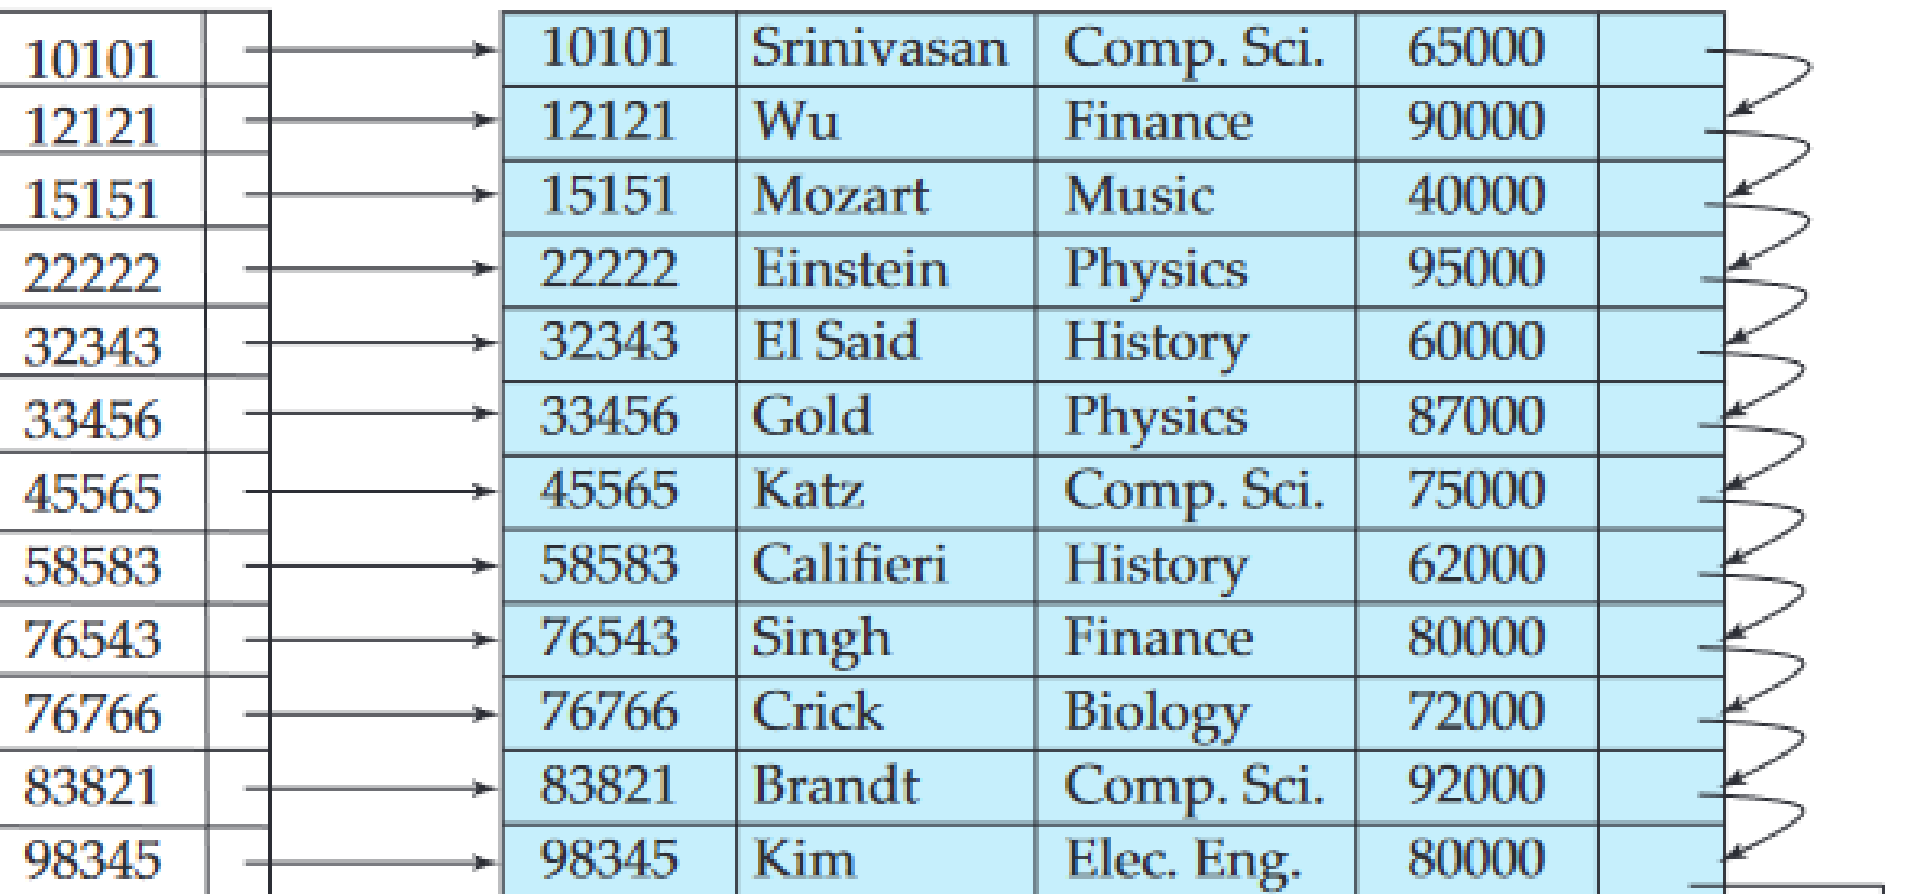 10101 10101 Srinivasan Comp. Sci. 65000
12121 12121 Wu Finance 90000
15151 15151 Mozart Music 40000
22222 22222 Einstein Physics 95000
32343 32343 El Said History 60000
33456 33456 Gold Physics 87000
45565 45565 Katz Comp. Sci. 75000
58583 58583 Califieri History 62000
76543 76543 Singh Finance 80000
76766 76766 Crick Biology 72000
83821 83821 Brandt Comp. Sci. 92000
98345 98345 Kim Elec. Eng. 80000